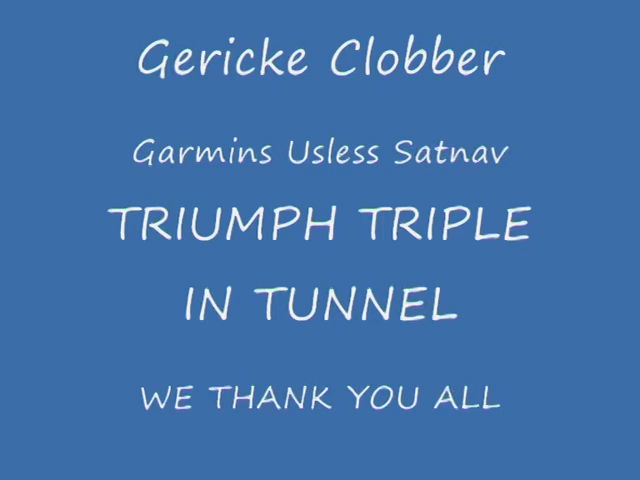 Gericke Clobber
Garmins Usless Satnav
TRIUMPH TRIPLE
IN TUNNEL
WE THANK YOU ALL